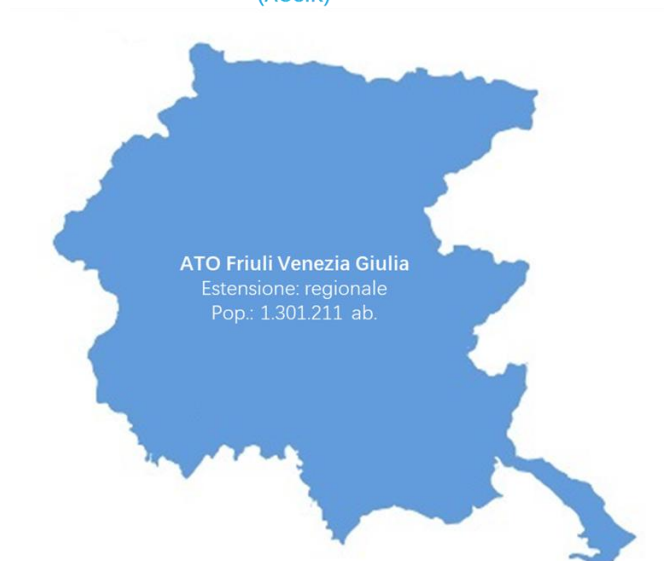 ATO Friuli Venezia Giulia
Estensione: regionale
Pop.: 1.301.211 ab.